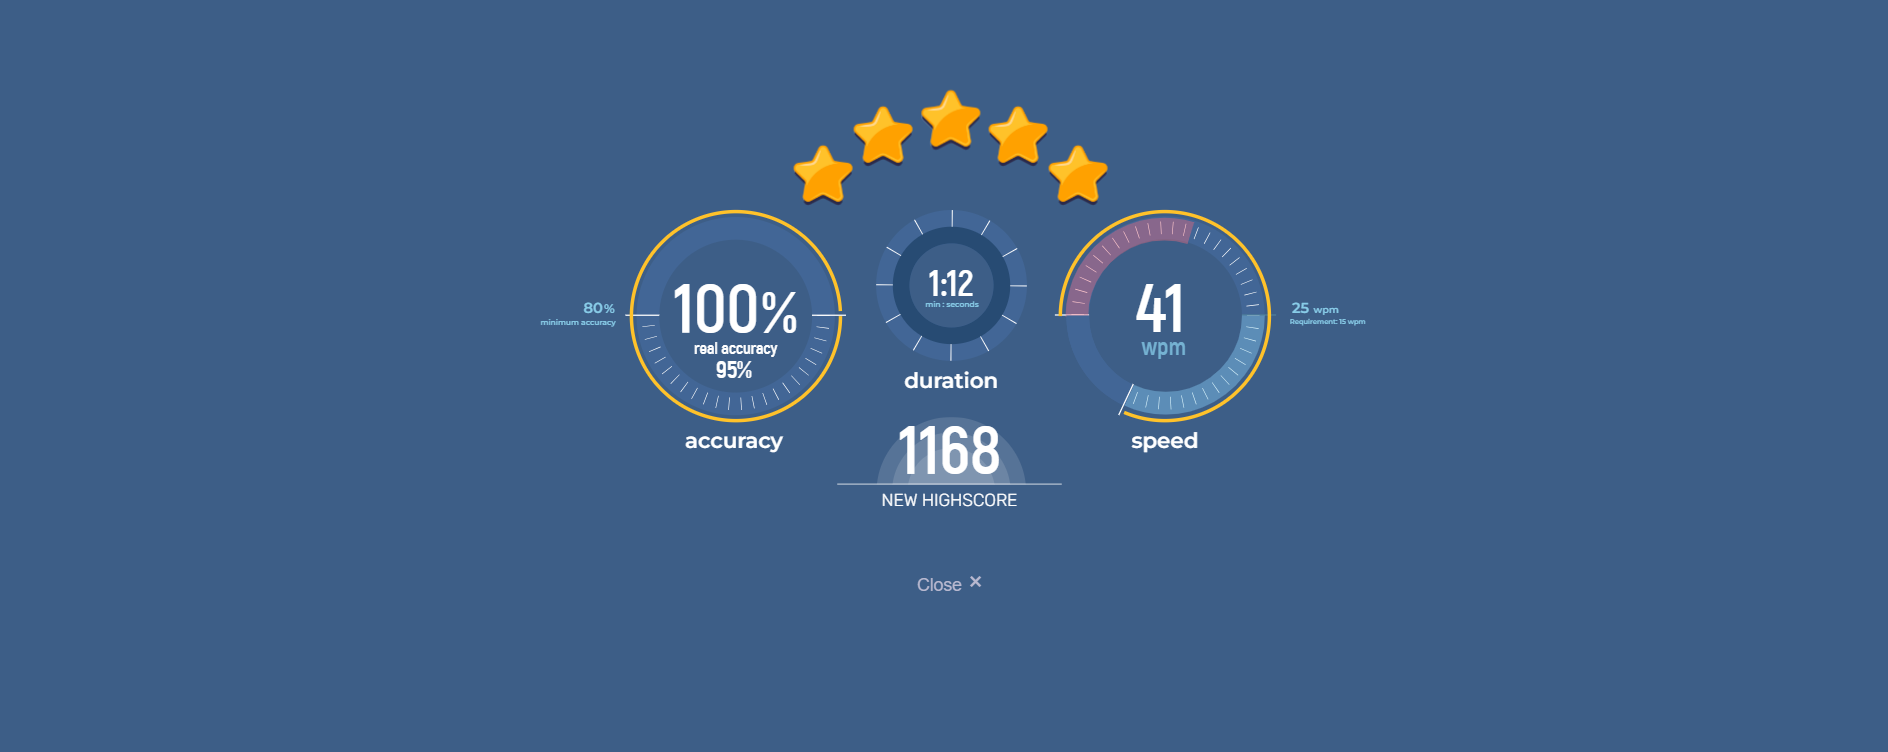 80%
minimum accuracy
100%
real accuracy
95%
accuracy
1:12
min : seconds
duration
41
wpm
speed
25 wpm
Requirement: 15 wpm
1168
NEW HIGHSCORE
Close ×